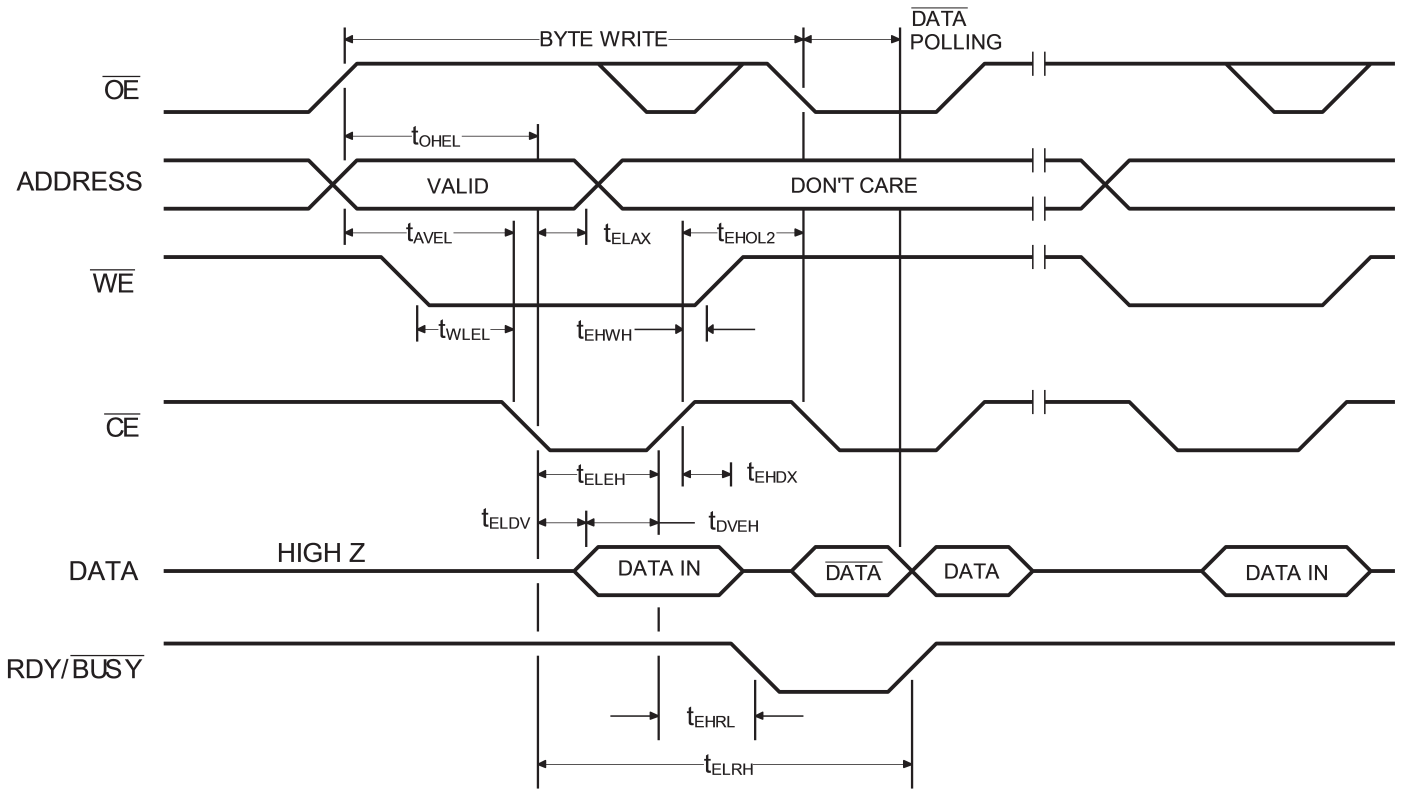 DATA
BYTE WRITE
POLLING
OE
tOHEL
ADDRESS
VALID
DON'T CARE
tAVEL
tELAX
tEHOL2
WE
tWLEL
tEHWH
CE
tELEH
tEHDX
tELDV
tDVEH
HIGH Z
DATA
DATA IN
DATA
DATA
DATA IN
RDY/BUSY
tEHRL
tELRH